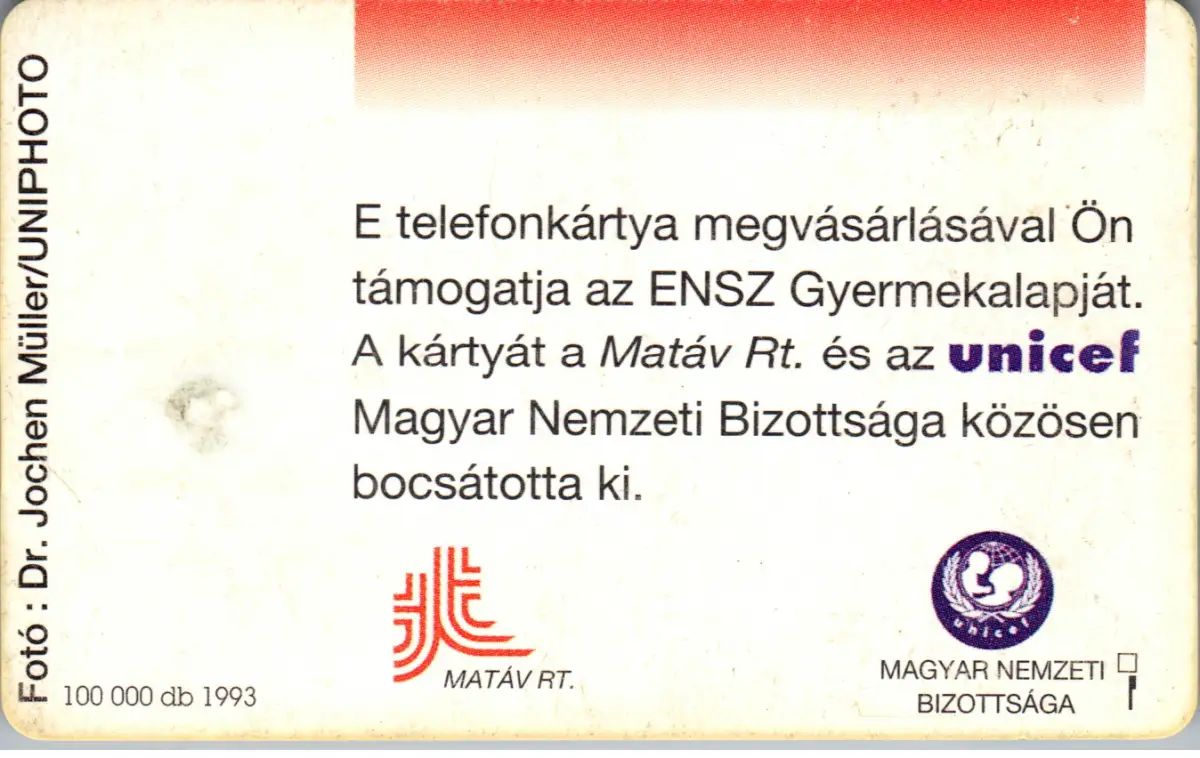 Fotó : Dr. Jochen Müller/UNIPHOTO
E telefonkártya megvásárlásával Ön
támogatja az ENSZ Gyermekalapját.
A kártyát a Matáv Rt. és az unicef
Magyar Nemzeti Bizottsága közösen
bocsátotta ki.
MATÁV RT.
unicef
MAGYAR NEMZETI
BIZOTTSÁGA
100 000 db 1993